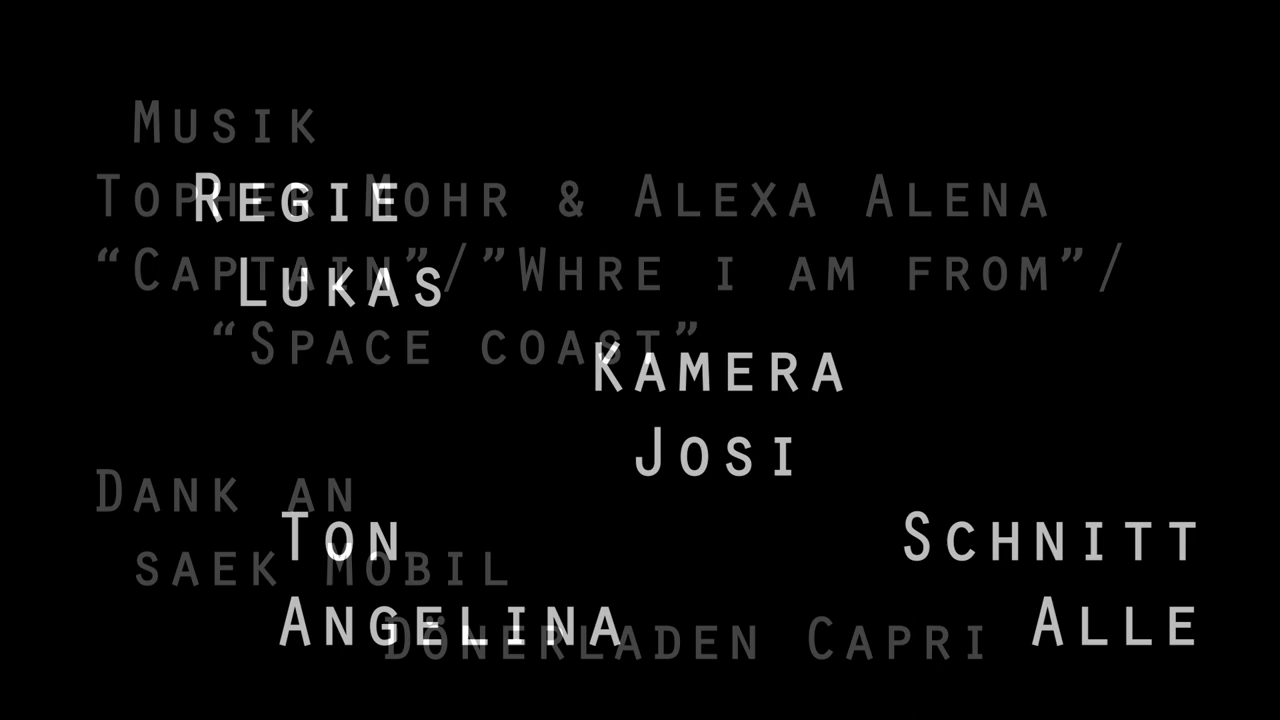 Musik
Topher Mohr & Alexa Alena
“Captain”/”Whre i am from”/
“Space coast”
Dank an
saek Mobil
Dönerladen Capri
Regie
Lukas
Kamera
Josi
Ton
Angelina
Schnitt
Alle